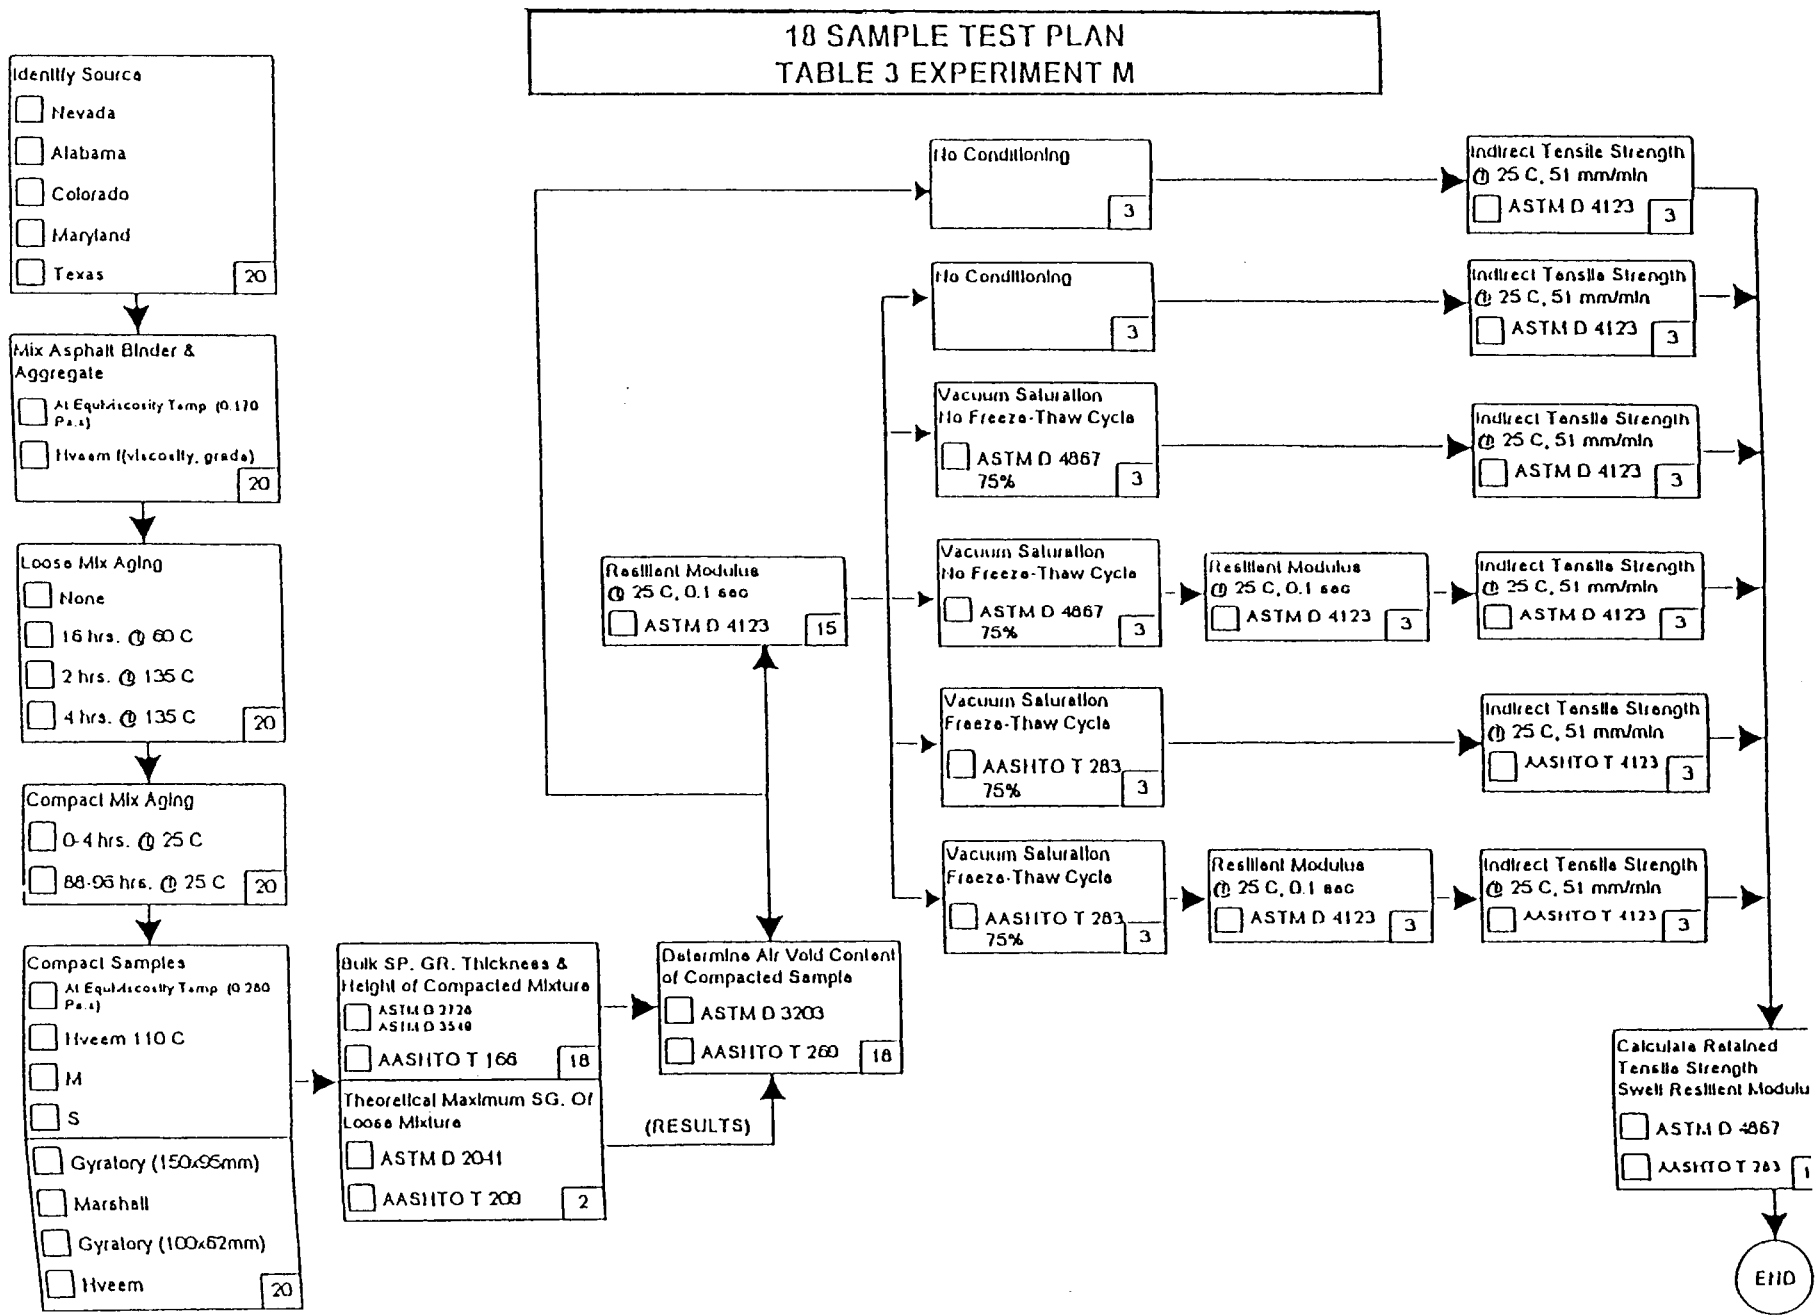 18 SAMPLE TEST PLAN
TABLE 3 EXPERIMENT M
Identify Source
Nevada
Alabama
Colorado
Maryland
Texas
20
Mix Asphalt Binder &
Aggregate
At Equiviscosity Temp (0.170
Pa.s)
Hveem f(viscosity, grade)
20
Loose Mix Aging
None
16 hrs. @ 60 C
2 hrs. @ 135 C
4 hrs. @ 135 C
20
Compact Mix Aging
0-4 hrs. @ 25 C
88-96 hrs. @ 25 C
20
Compact Samples
At Equiviscosity Temp (0.280
Pa.s)
Hveem 110 C
M
S
Gyratory (150x95mm)
Marshall
Gyratory (100x62mm)
Hveem
20
Bulk SP. GR. Thickness &
Height of Compacted Mixture
ASTM D 2726
ASTM D 3549
AASHTO T 166
18
Theoretical Maximum SG. Of
Loose Mixture
ASTM D 2041
AASHTO T 209
2
(RESULTS)
Determine Air Void Content
of Compacted Sample
ASTM D 3203
AASHTO T 269
18
Resilient Modulus
@ 25 C, 0.1 sec
ASTM D 4123
15
No Conditioning
3
Indirect Tensile Strength
@ 25 C, 51 mm/min
ASTM D 4123
3
No Conditioning
3
Indirect Tensile Strength
@ 25 C, 51 mm/min
ASTM D 4123
3
Vacuum Saturation
No Freeze-Thaw Cycle
ASTM D 4867
75%
3
Indirect Tensile Strength
@ 25 C, 51 mm/min
ASTM D 4123
3
Vacuum Saturation
No Freeze-Thaw Cycle
ASTM D 4867
75%
3
Resilient Modulus
@ 25 C, 0.1 sec
ASTM D 4123
3
Indirect Tensile Strength
@ 25 C, 51 mm/min
ASTM D 4123
3
Vacuum Saturation
Freeze-Thaw Cycle
AASHTO T 283
75%
3
Indirect Tensile Strength
@ 25 C, 51 mm/min
AASHTO T 4123
3
Vacuum Saturation
Freeze-Thaw Cycle
AASHTO T 283
75%
3
Resilient Modulus
@ 25 C, 0.1 sec
ASTM D 4123
3
Indirect Tensile Strength
@ 25 C, 51 mm/min
AASHTO T 4123
3
Calculate Retained
Tensile Strength
Swell Resilient Modulu
ASTM D 4867
AASHTO T 283
END